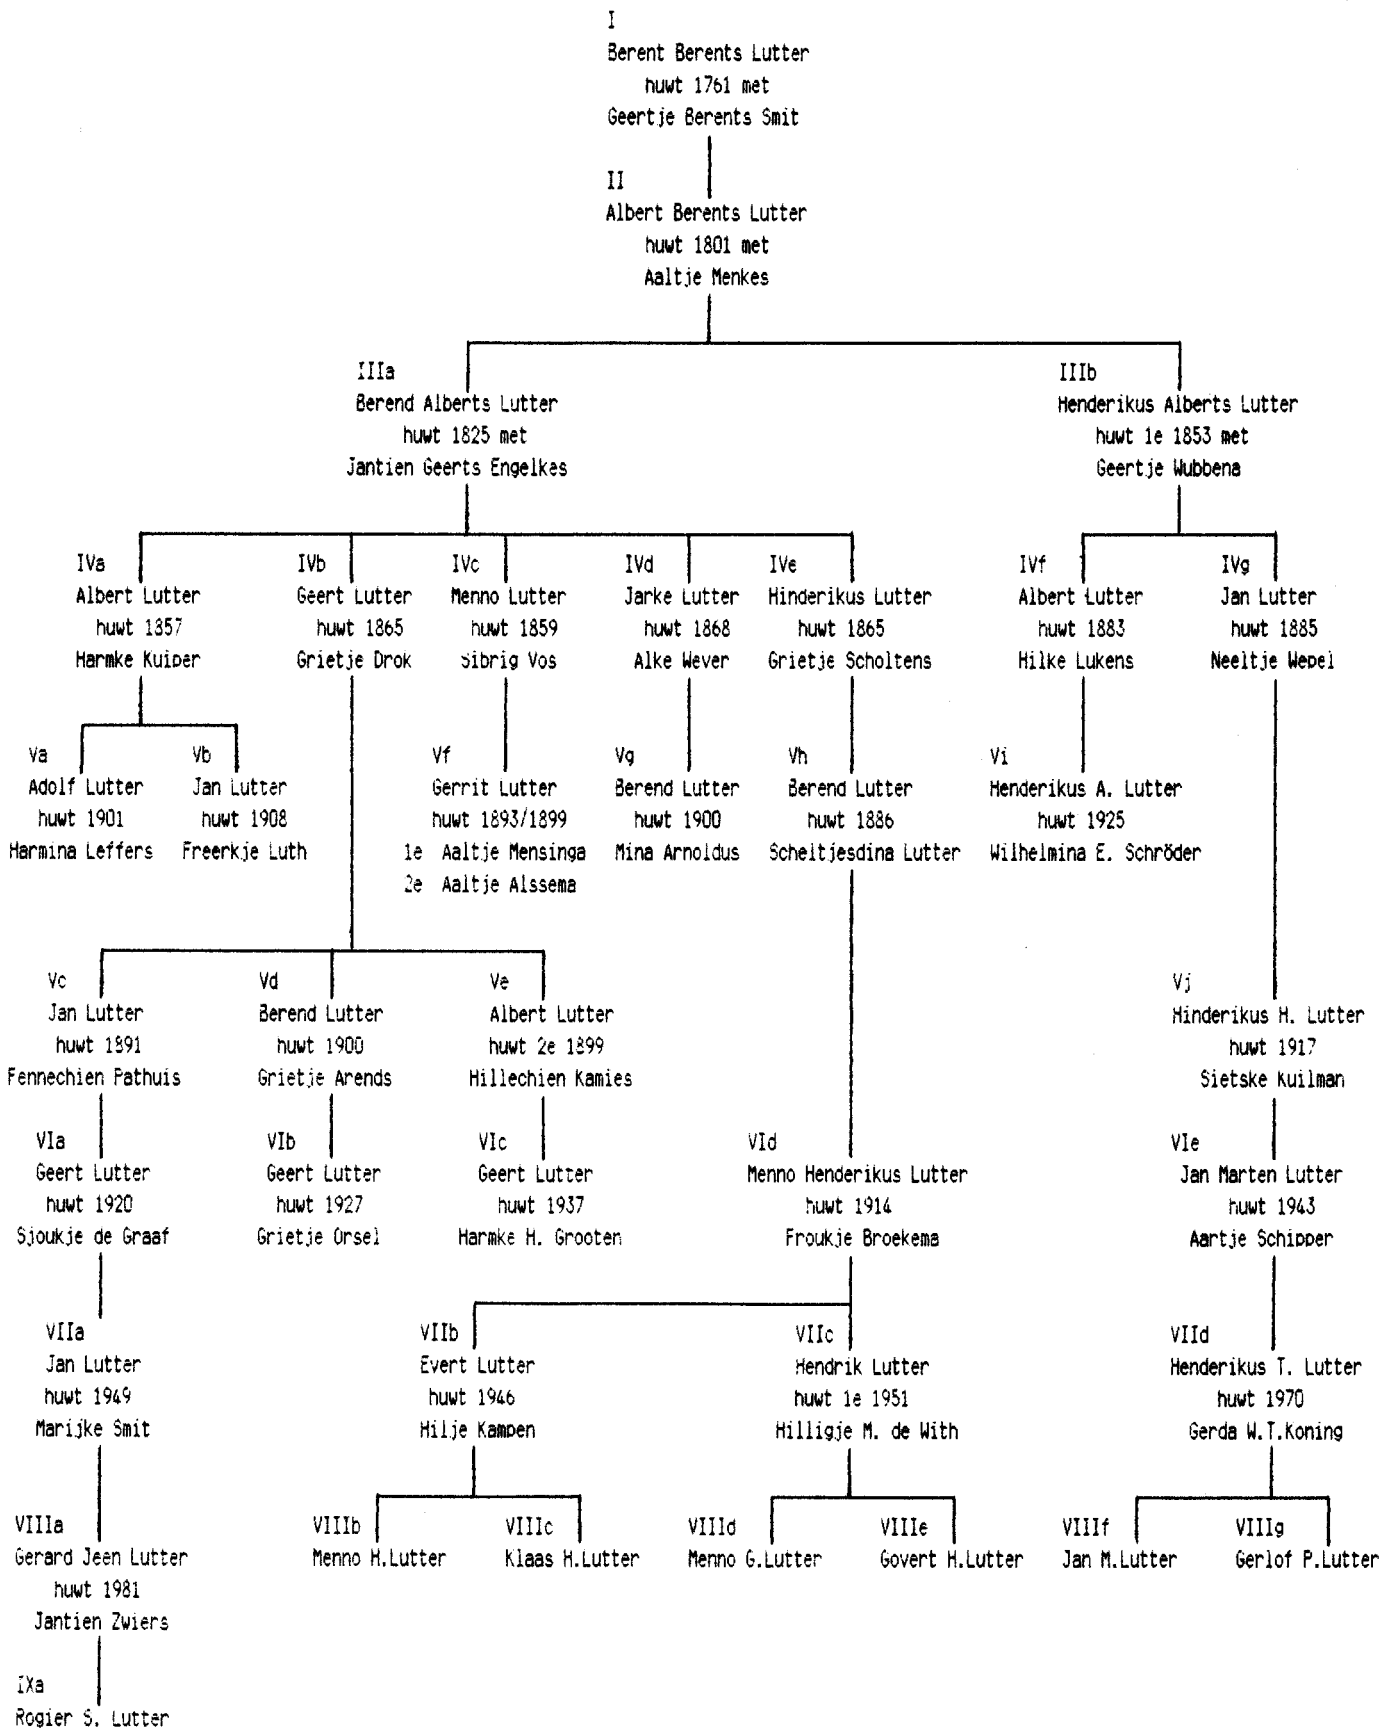 I
Berent Berents Lutter
huwt 1761 met
Geertje Berents Smit
II
Albert Berents Lutter
huwt 1801 met
Aaltje Menkes
IIIa
Berend Alberts Lutter
huwt 1825 met
Jantien Geerts Engelkes
IIIb
Henderikus Alberts Lutter
huwt 1e 1853 met
Geertje Wubbena
IVa
Albert Lutter
huwt 1857
Harmke Kuiper
IVb
Geert Lutter
huwt 1865
Grietje Drok
IVc
Menno Lutter
huwt 1859
Sibrig Vos
IVd
Jarke Lutter
huwt 1868
Alke Wever
IVe
Hinderikus Lutter
huwt 1865
Grietje Scholtens
IVf
Albert Lutter
huwt 1883
Hilke Lukens
IVg
Jan Lutter
huwt 1885
Neeltje Wepel
Va
Adolf Lutter
huwt 1901
Harmina Leffers
Vb
Jan Lutter
huwt 1908
Freerkje Luth
Vf
Gerrit Lutter
huwt 1893/1899
1e Aaltje Mensinga
2e Aaltje Alssema
Vg
Berend Lutter
huwt 1900
Mina Arnoldus
Vh
Berend Lutter
huwt 1886
Scheltjesdina Lutter
Vi
Henderikus A. Lutter
huwt 1925
Wilhelmina E. Schröder
Vc
Jan Lutter
huwt 1891
Fennechien Pathuis
Vd
Berend Lutter
huwt 1900
Grietje Arends
Ve
Albert Lutter
huwt 2e 1899
Hillechien Kamies
Vj
Hinderikus H. Lutter
huwt 1917
Sietske Kuilman
VIa
Geert Lutter
huwt 1920
Sjoukje de Graaf
VIb
Geert Lutter
huwt 1927
Grietje Orsel
VIc
Geert Lutter
huwt 1937
Harmke H. Grooten
VId
Menno Henderikus Lutter
huwt 1914
Froukje Broekema
VIe
Jan Marten Lutter
huwt 1943
Aartje Schipper
VIIa
Jan Lutter
huwt 1949
Marijke Smit
VIIb
Evert Lutter
huwt 1946
Hilje Kampen
VIIc
Hendrik Lutter
huwt 1e 1951
Hilligje M. de With
VIId
Henderikus T. Lutter
huwt 1970
Gerda W.T.Koning
VIIIa
Gerard Jeen Lutter
huwt 1981
Jantien Zwiers
VIIIb
Menno H.Lutter
VIIIc
Klaas H.Lutter
VIIId
Menno G.Lutter
VIIIe
Govert H.Lutter
VIIIf
Jan M.Lutter
VIIIg
Gerlof P.Lutter
IXa
Rogier S. Lutter